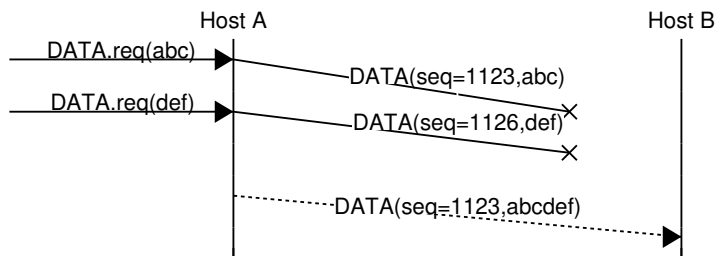 Host A
Host B
DATA.req(abc)
DATA(seq=1123,abc)
DATA.req(def)
DATA(seq=1126,def)
DATA(seq=1123,abcdef)